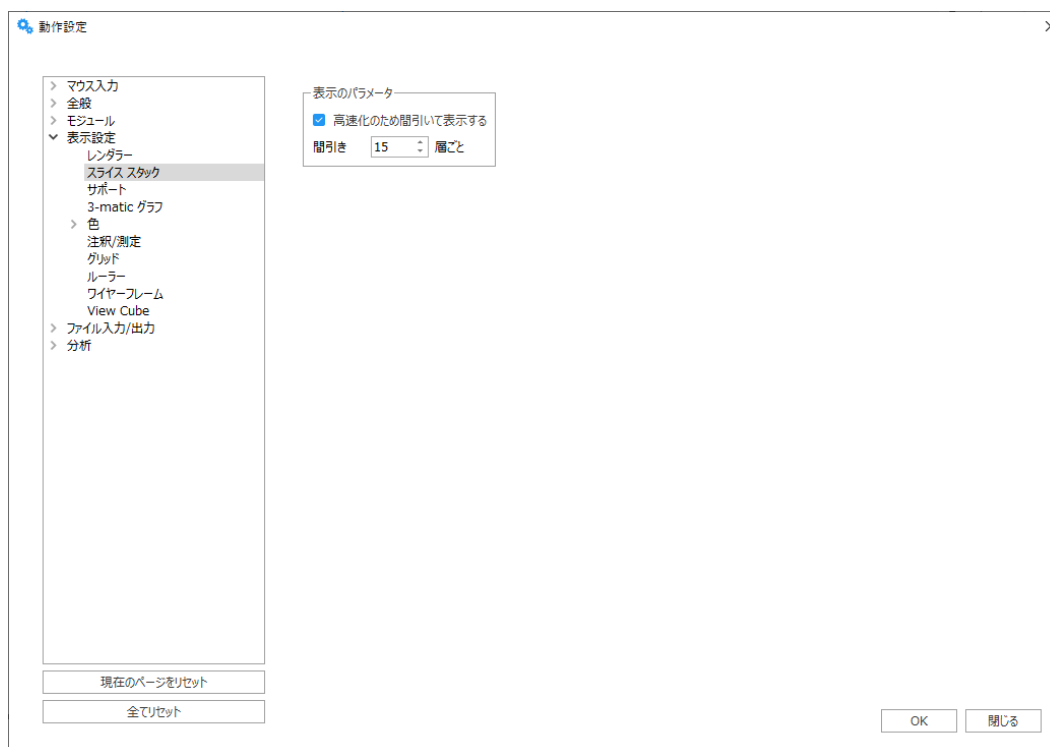 動作設定
マウス入力
全般
モジュール
表示設定
レンダラー
スライス スタック
サポート
3-matic グラフ
色
注釈/測定
グリッド
ルーラー
ワイヤーフレーム
View Cube
ファイル入力/出力
分析
現在のページをリセット
全てリセット
表示のパラメータ
高速化のため間引いて表示する
間引き 15 層ごと
OK 閉じる